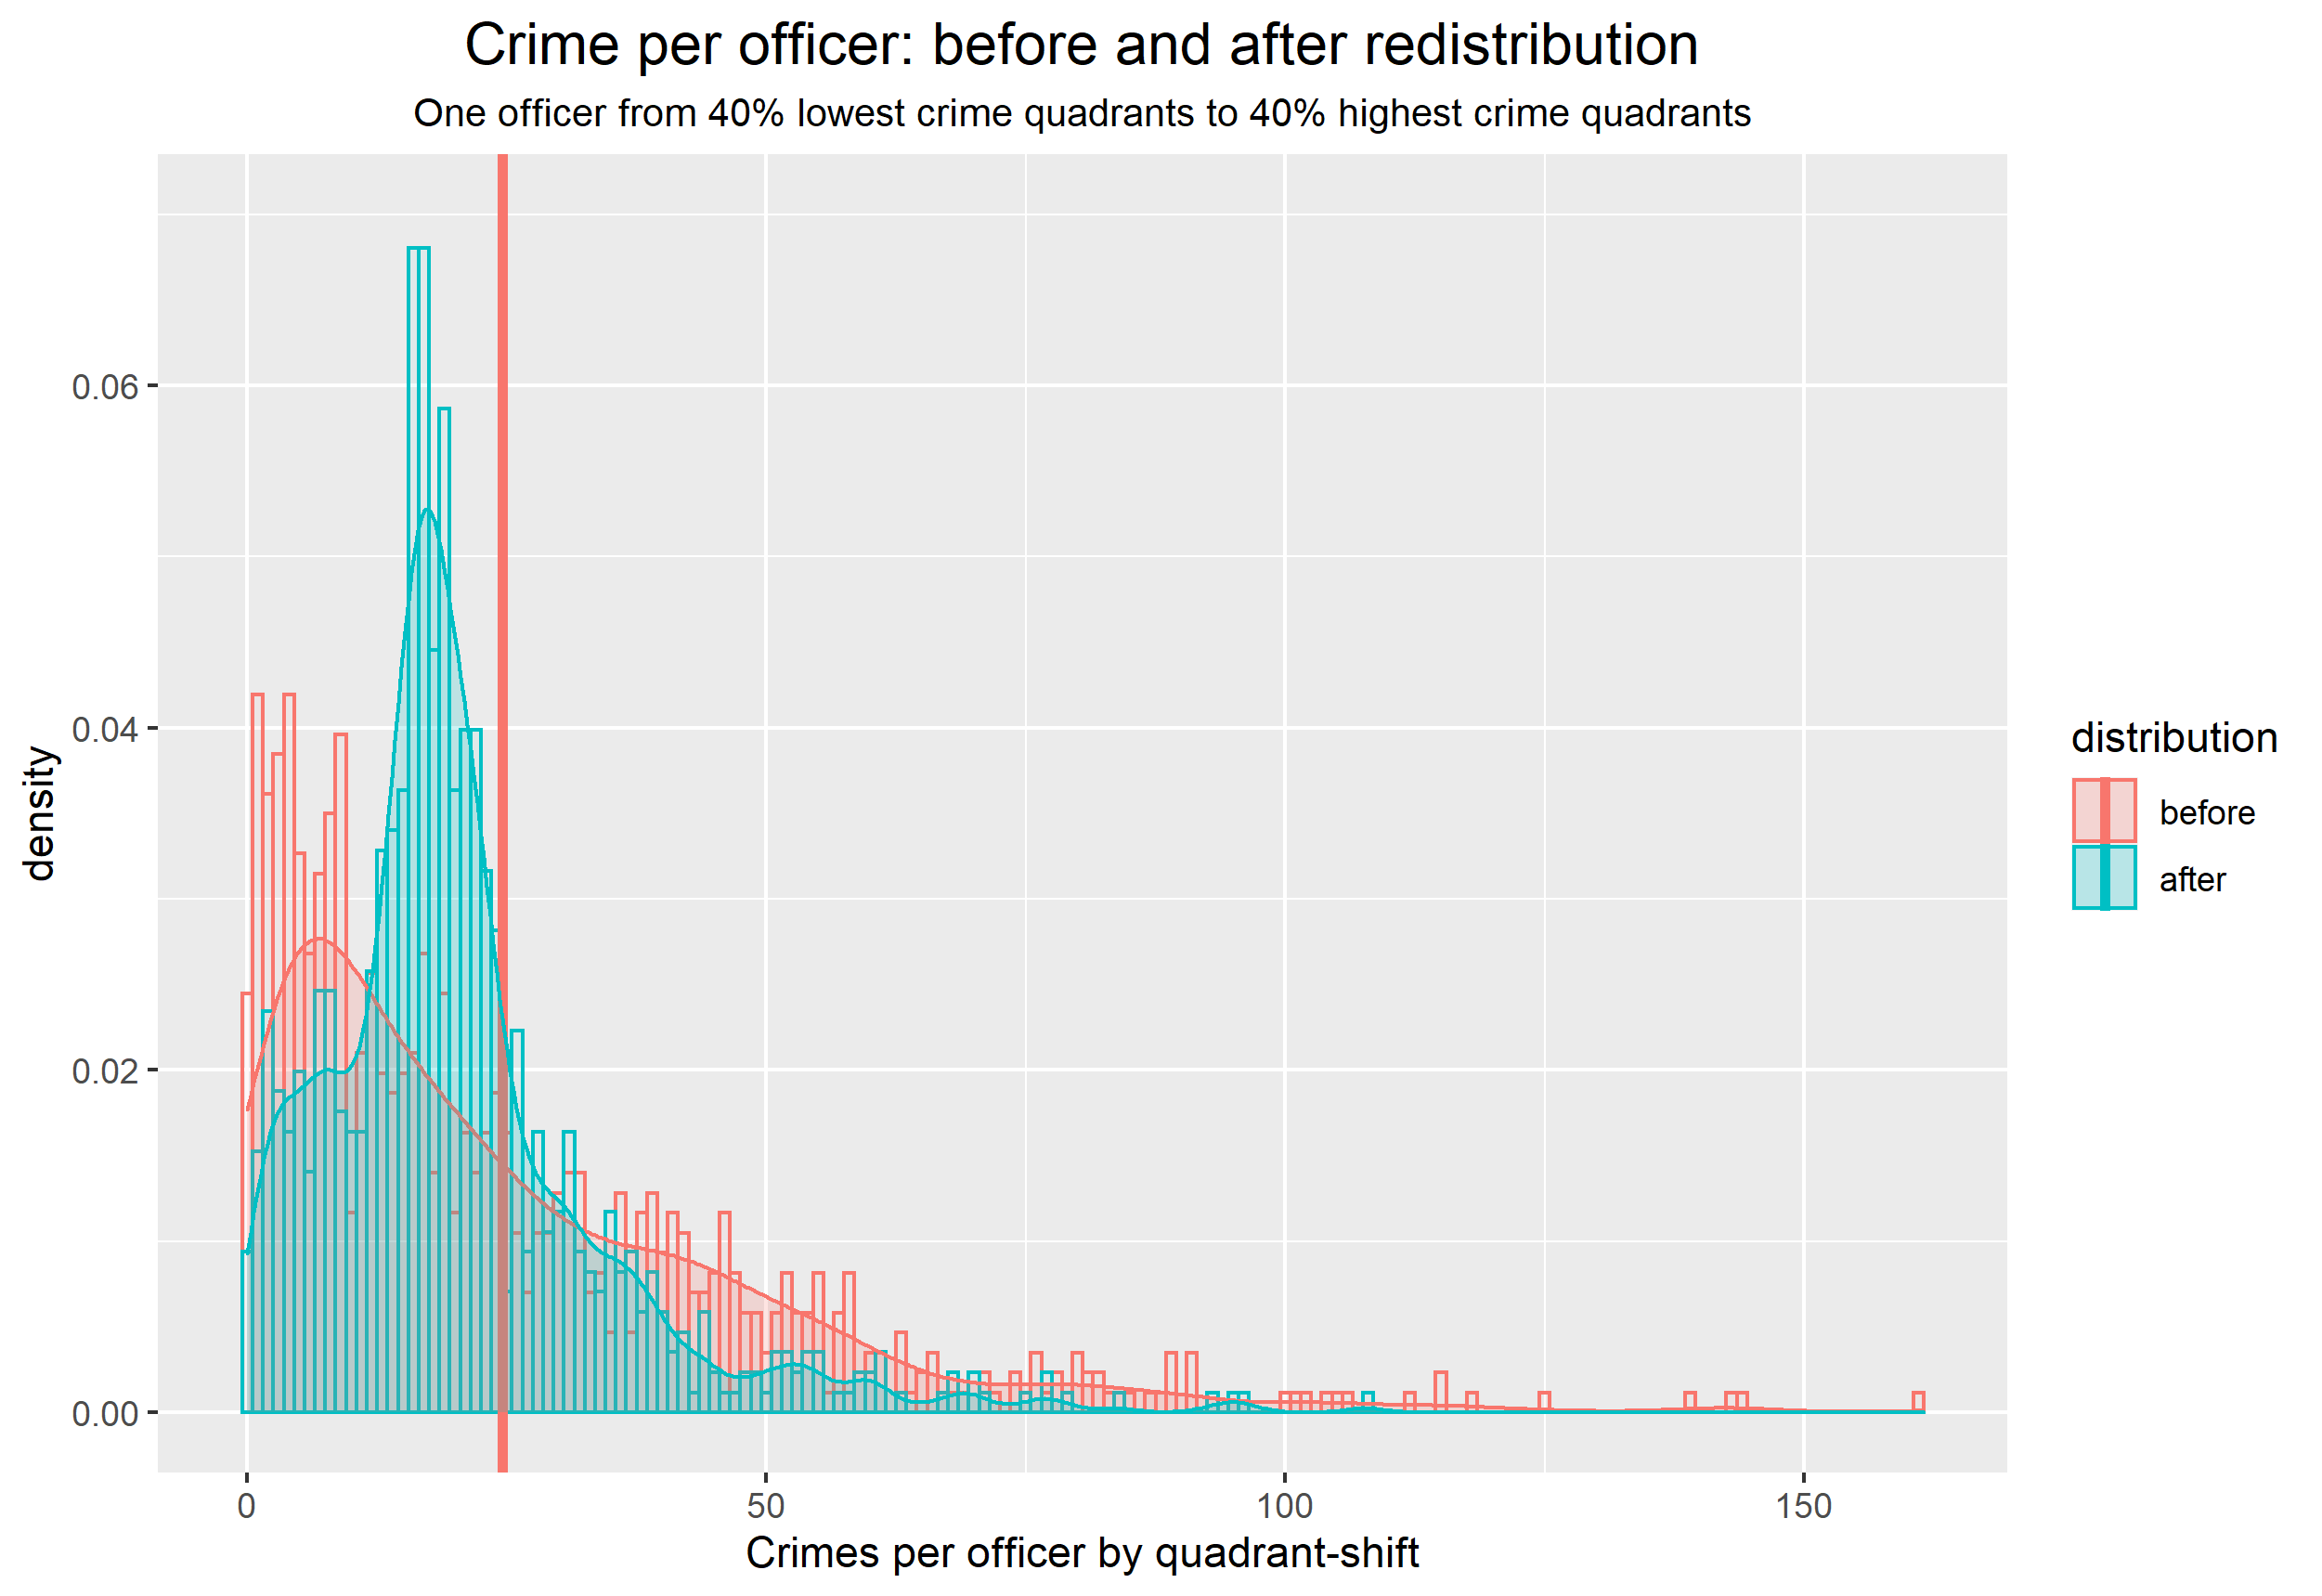 Crime per officer: before and after redistribution
One officer from 40% lowest crime quadrants to 40% highest crime quadrants
density
0.06
0.04
0.02
0.00
0
50
100
150
Crimes per officer by quadrant-shift
distribution
before
after